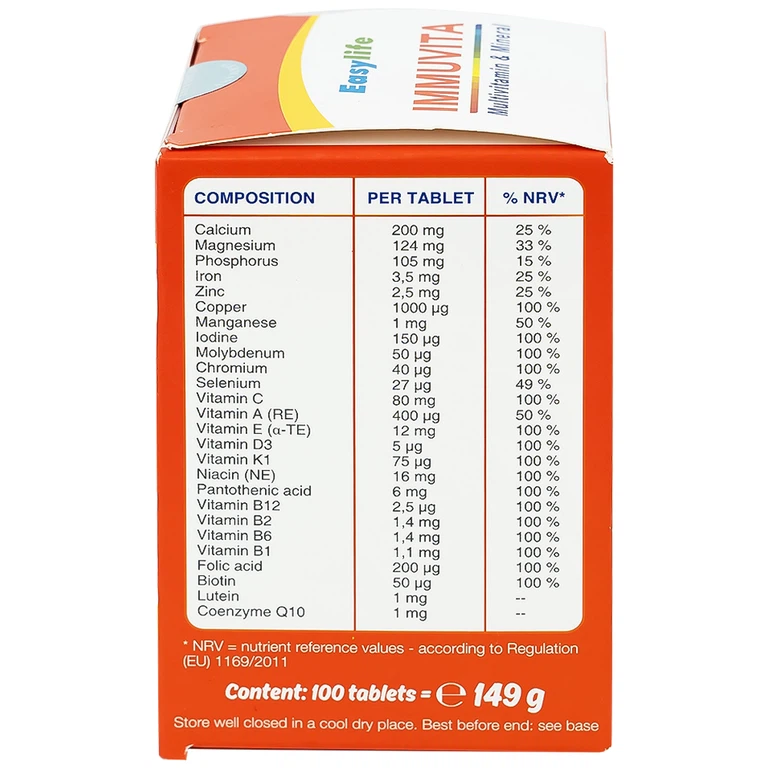 Easylife
IMMUVITA
Multivitamin & Mineral
COMPOSITION PER TABLET % NRV*
Calcium 200 mg 25 %
Magnesium 124 mg 33 %
Phosphorus 105 mg 15 %
Iron 3,5 mg 25 %
Zinc 2,5 mg 25 %
Copper 1000 µg 100 %
Manganese 1 mg 50 %
Iodine 150 µg 100 %
Molybdenum 50 µg 100 %
Chromium 40 µg 100 %
Selenium 27 µg 49 %
Vitamin C 80 mg 100 %
Vitamin A (RE) 400 µg 50 %
Vitamin E (α-TE) 12 mg 100 %
Vitamin D3 5 µg 100 %
Vitamin K1 75 µg 100 %
Niacin (NE) 16 mg 100 %
Pantothenic acid 6 mg 100 %
Vitamin B12 2,5 µg 100 %
Vitamin B2 1,4 mg 100 %
Vitamin B6 1,4 mg 100 %
Vitamin B1 1,1 mg 100 %
Folic acid 200 µg 100 %
Biotin 50 µg 100 %
Lutein 1 mg --
Coenzyme Q10 1 mg --
* NRV = nutrient reference values - according to Regulation
(EU) 1169/2011
Content: 100 tablets = ℮ 149 g
Store well closed in a cool dry place. Best before end: see base